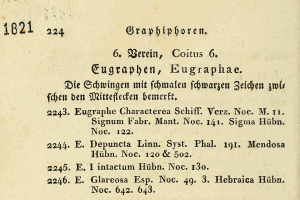 1821
224 Graphiphoren.
6. Verein, Coitus 6.
Eugraphen, Eugraphae.
Die Schwingen mit schmalen schwarzen Zeichen zwi-
schen den Mittelflecken bemerkt.
2243. Eugraphe Characterea Schiff. Verz. Noc. M. 11.
Signum Fabr. Mant. Noc. 141. Sigma Hübn.
Noc. 122.
2244. E. Depuncta Linn. Syst. Phal. 191. Mendosa
Hübn. Noc. 120 & 502.
2245. E. I intactum Hübn. Noc. 130.
2246. E. Glareosa Esp. Noc. 49. 3. Hebraica Hübn.
Noc. 642. 643.